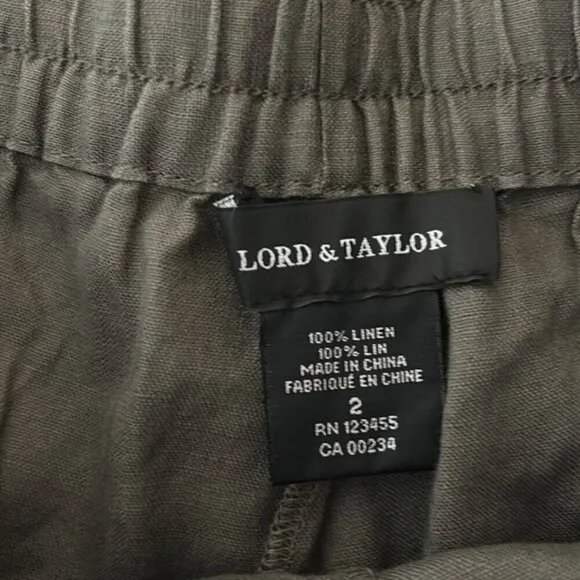 LORD & TAYLOR
100% LINEN
100% LIN
MADE IN CHINA
FABRIQUÉ EN CHINE
2
RN 123455
CA 00234